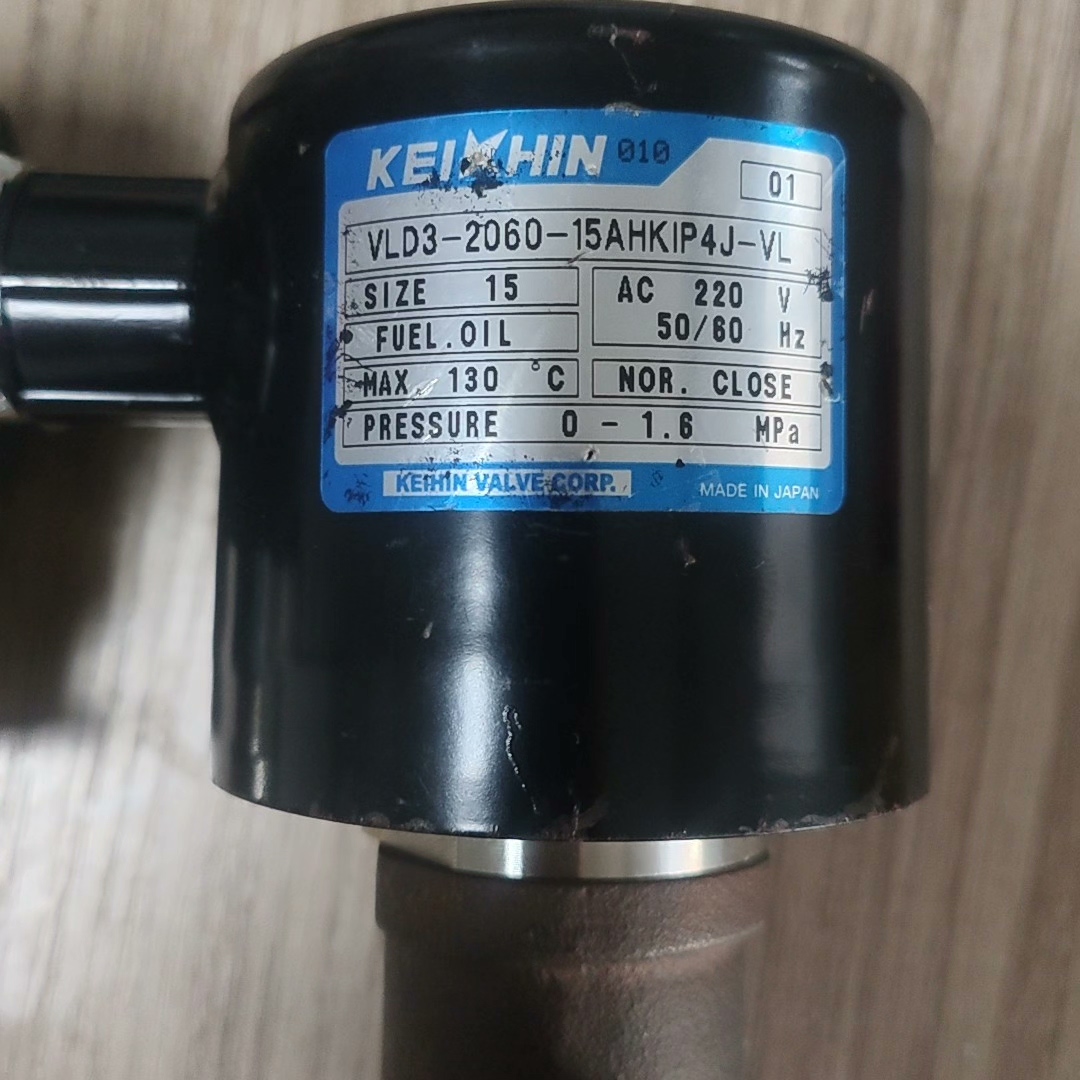 KEIHIN 010
01
VLD3-2060-15AHKIP4J-VL
SIZE 15
AC 220 V
50/60 Hz
FUEL.OIL
MAX. 130 °C
NOR. CLOSE
PRESSURE 0 - 1.6 MPa
KEIHIN VALVE CORP.
MADE IN JAPAN